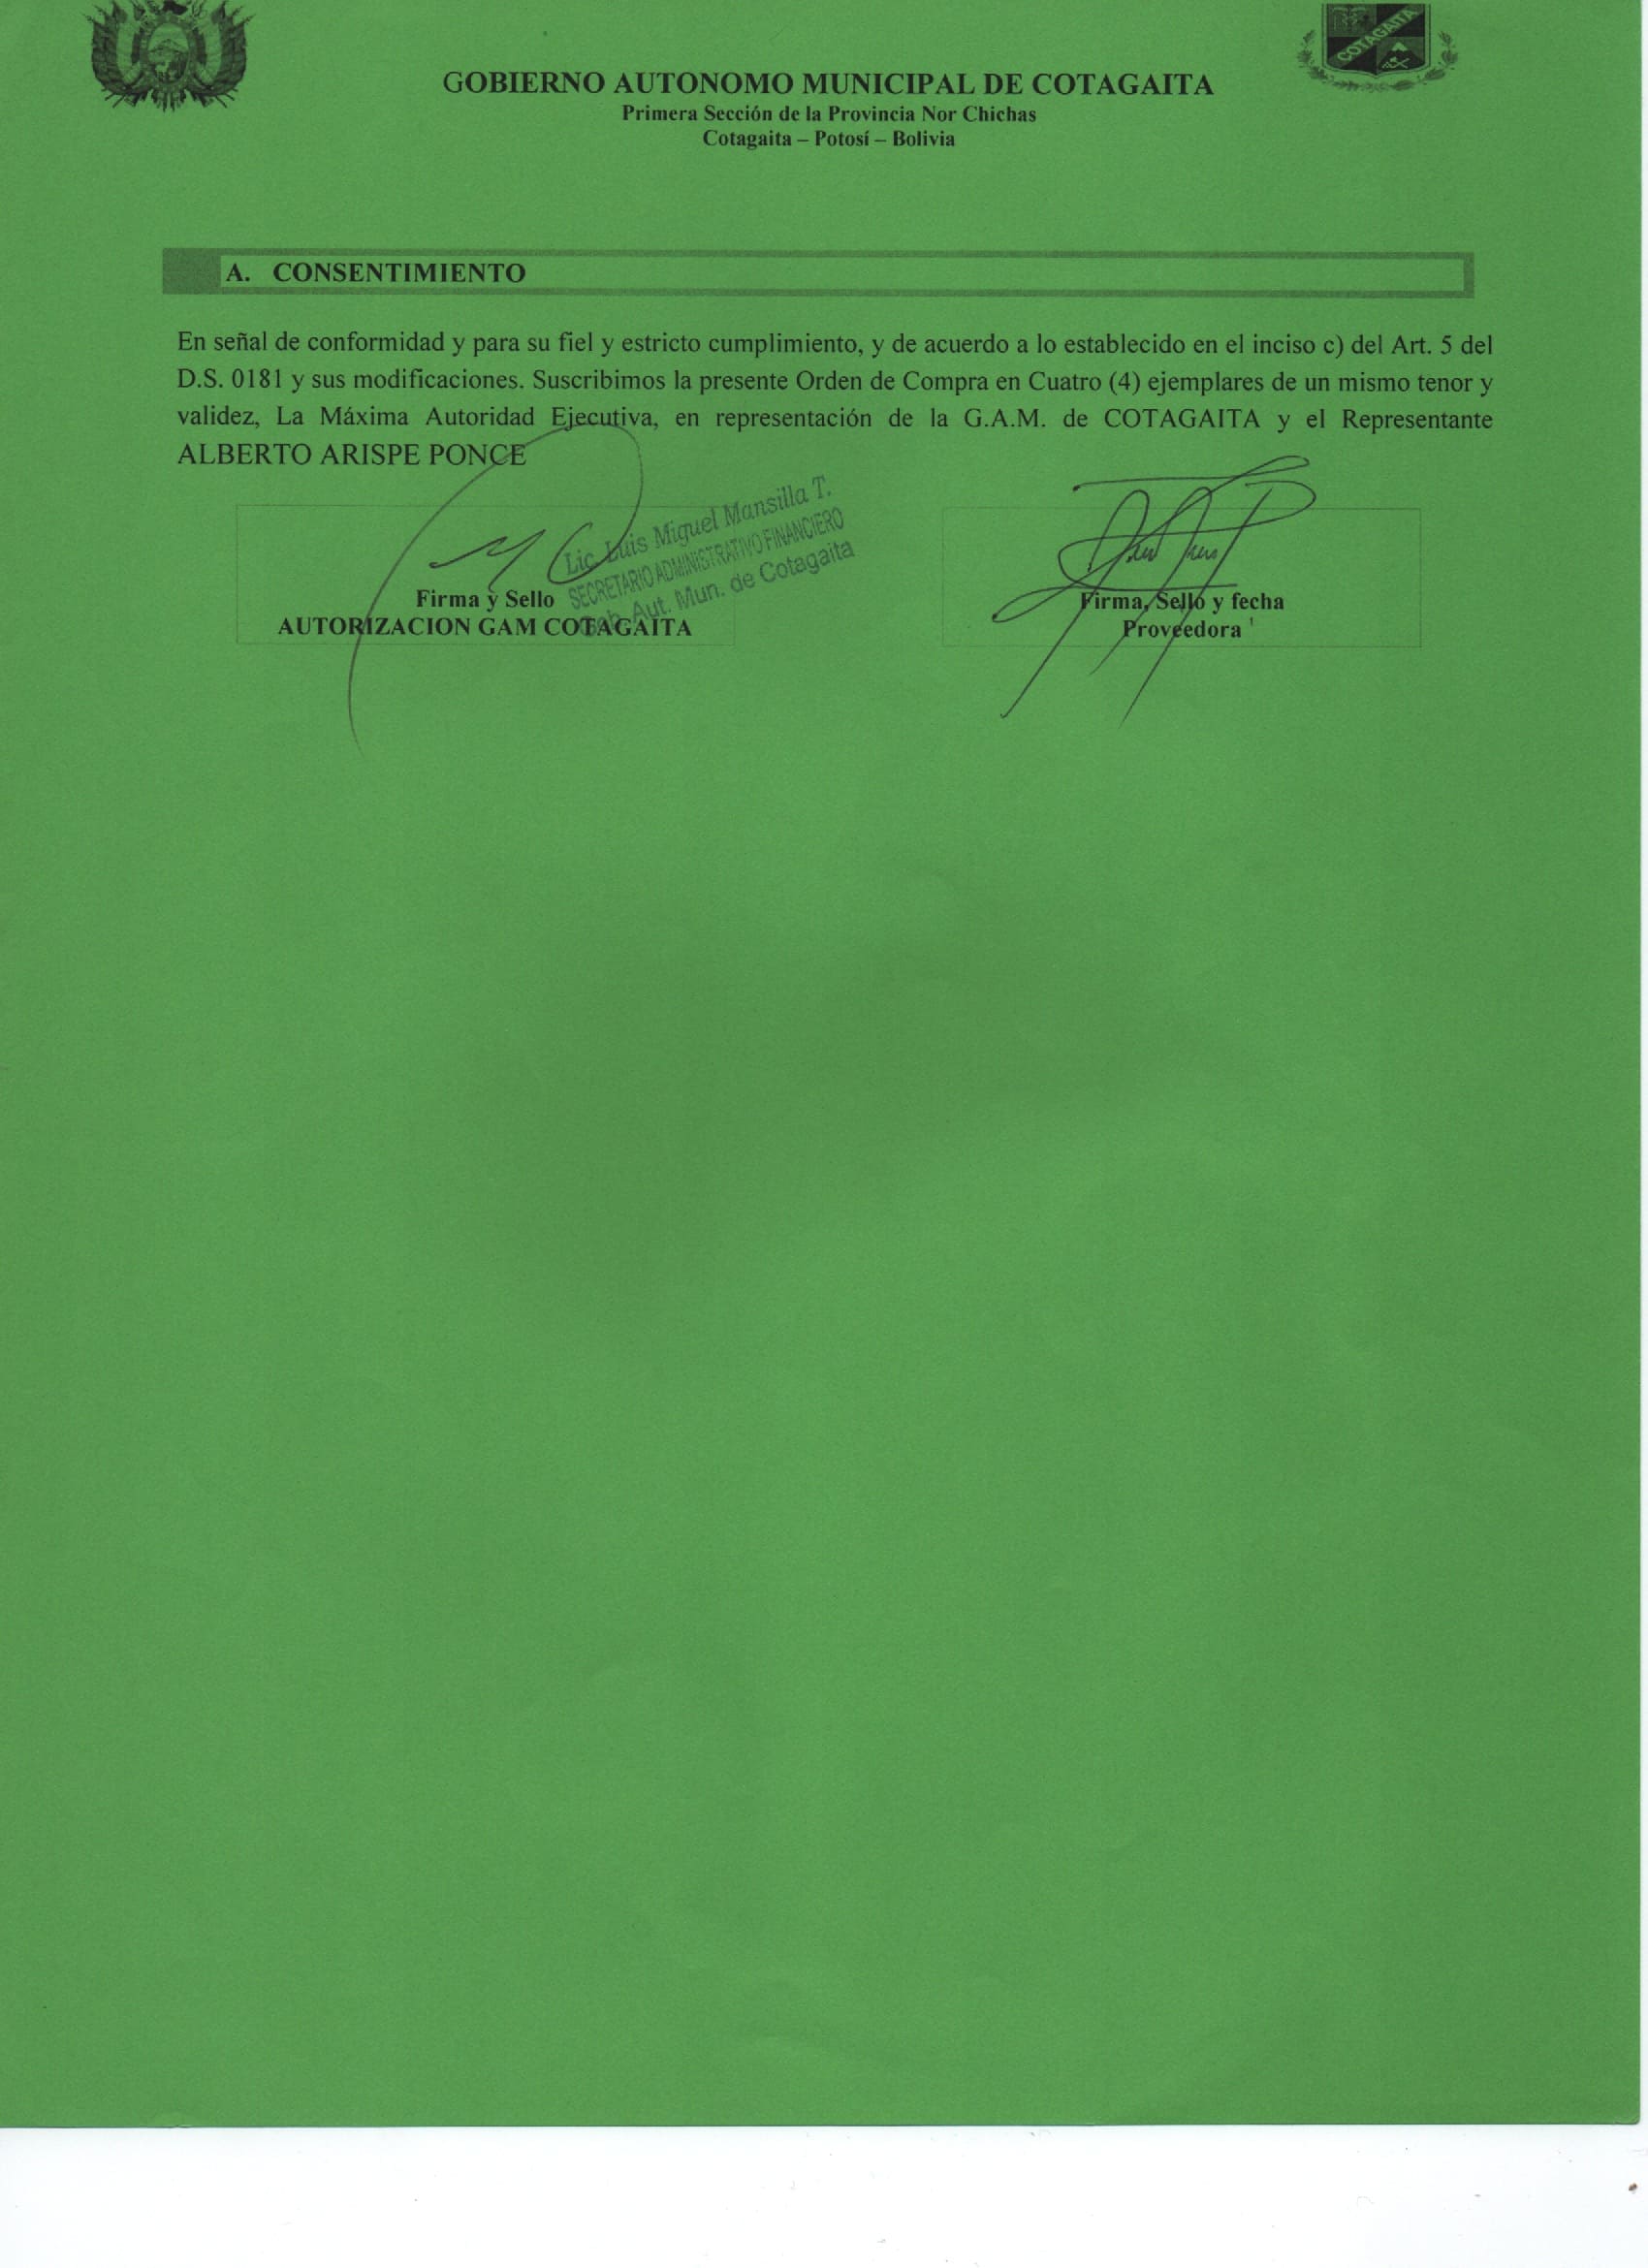 COTAGAITA
GOBIERNO AUTONOMO MUNICIPAL DE COTAGAITA
Primera Sección de la Provincia Nor Chichas
Cotagaita – Potosí – Bolivia
A. CONSENTIMIENTO
En señal de conformidad y para su fiel y estricto cumplimiento, y de acuerdo a lo establecido en el inciso c) del Art. 5 del
D.S. 0181 y sus modificaciones. Suscribimos la presente Orden de Compra en Cuatro (4) ejemplares de un mismo tenor y
validez, La Máxima Autoridad Ejecutiva, en representación de la G.A.M. de COTAGAITA y el Representante
ALBERTO ARISPE PONCE
Lic. Luis Miguel Mansilla T.
SECRETARIO ADMINISTRATIVO FINANCIERO
Gob. Aut. Mun. de Cotagaita
Firma y Sello
AUTORIZACION GAM COTAGAITA
Firma, Sello y fecha
Proveedora